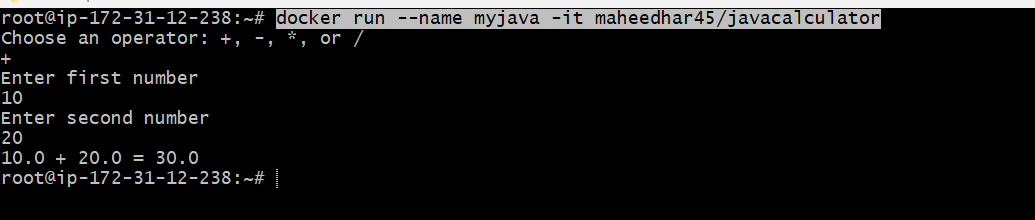 root@ip-172-31-12-238:~# docker run --name myjava -it maheedhar45/javacalculator
Choose an operator: +, -, *, or /
+
Enter first number
10
Enter second number
20
10.0 + 20.0 = 30.0
root@ip-172-31-12-238:~#